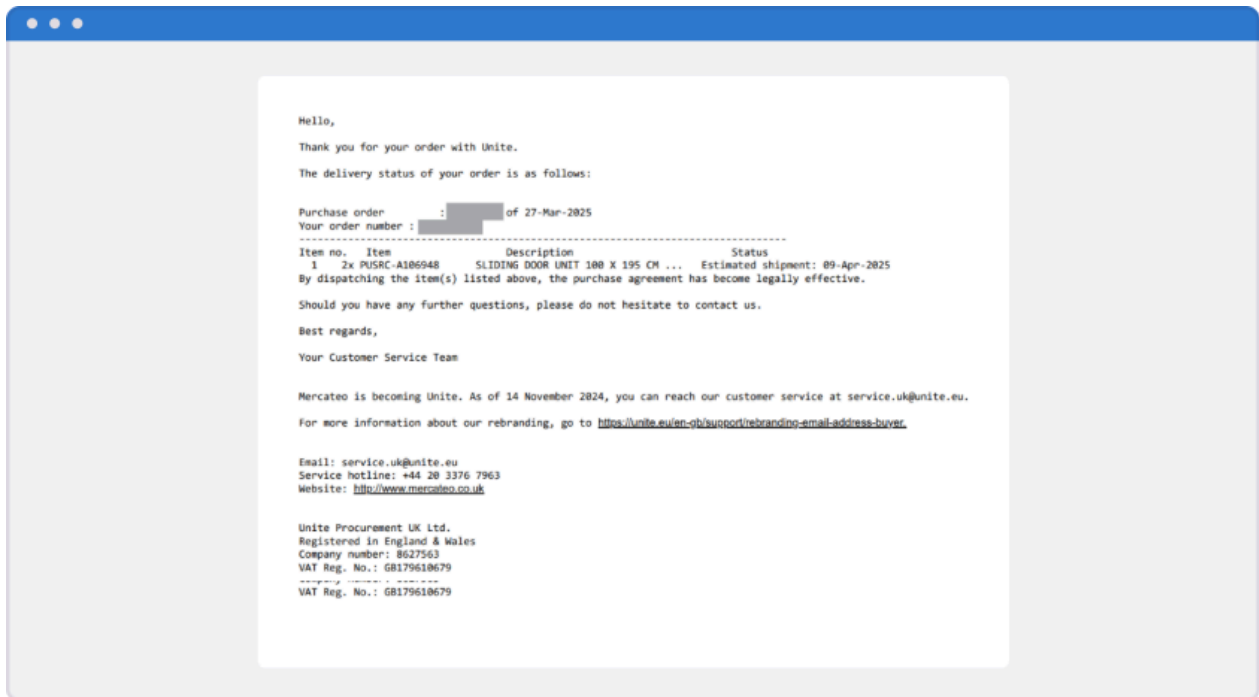 Hello,
Thank you for your order with Unite.
The delivery status of your order is as follows:
Purchase order : of 27-Mar-2025
Your order number :
--------------------------------------------------------------------------------
Item no. Item Description Status
1 2x PUSRC-A106948 SLIDING DOOR UNIT 100 X 195 CM ... Estimated shipment: 09-Apr-2025
By dispatching the item(s) listed above, the purchase agreement has become legally effective.
Should you have any further questions, please do not hesitate to contact us.
Best regards,
Your Customer Service Team
Mercateo is becoming Unite. As of 14 November 2024, you can reach our customer service at service.uk@unite.eu.
For more information about our rebranding, go to https://unite.eu/en-gb/support/rebranding-email-address-buyer.
Email: service.uk@unite.eu
Service hotline: +44 20 3376 7963
Website: http://www.mercateo.co.uk
Unite Procurement UK Ltd.
Registered in England & Wales
Company number: 8627563
VAT Reg. No.: GB179610679
VAT Reg. No.: GB179610679